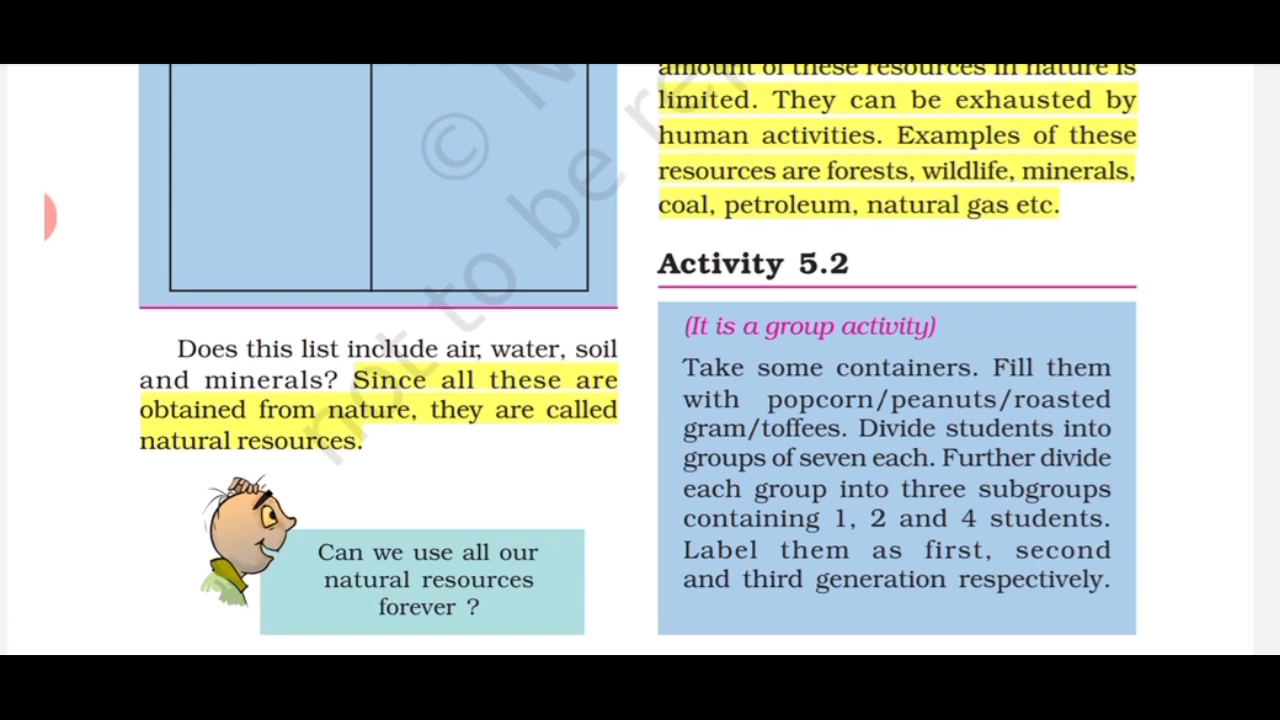 Does this list include air, water, soil
and minerals? Since all these are
obtained from nature, they are called
natural resources.
Can we use all our
natural resources
forever ?
amount of these resources in nature is
limited. They can be exhausted by
human activities. Examples of these
resources are forests, wildlife, minerals,
coal, petroleum, natural gas etc.
Activity 5.2
(It is a group activity)
Take some containers. Fill them
with popcorn/peanuts/roasted
gram/toffees. Divide students into
groups of seven each. Further divide
each group into three subgroups
containing 1, 2 and 4 students.
Label them as first, second
and third generation respectively.
© N
not to be re